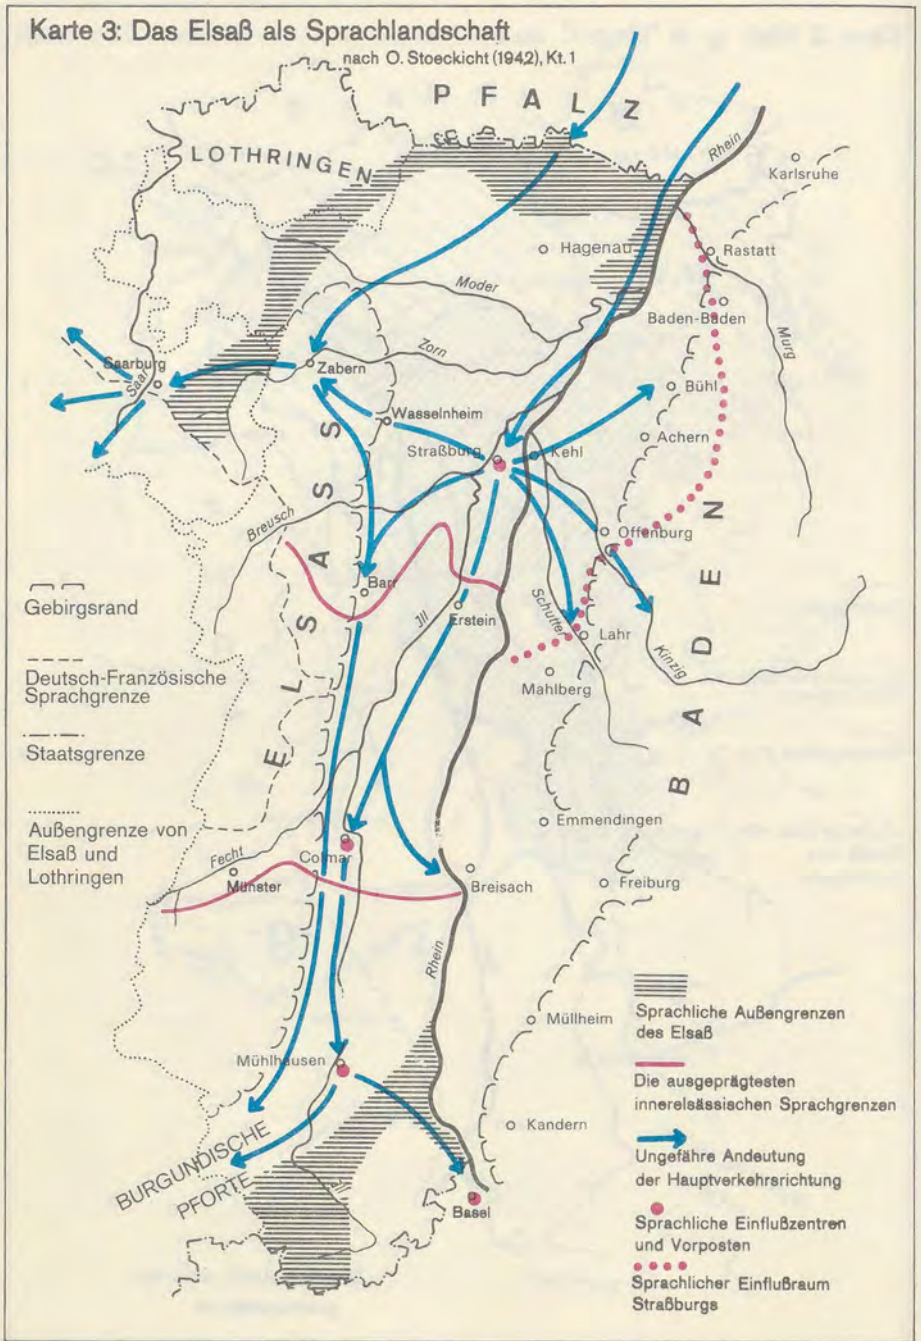 Karte 3: Das Elsaß als Sprachlandschaft
nach O. Stoeckicht (1942), Kt. 1
PFALZ
LOTHRINGEN
Rhein
Karlsruhe
Hagenau
Rastatt
Moder
Baden-Baden
Murg
Zorn
Saarburg
Saar
Zabern
Bühl
Wasselnheim
Achern
Straßburg
Kehl
ELSASS
BADEN
Breusch
Offenburg
Barr
Ill
Erstein
Schutter
Lahr
Kinzig
Mahlberg
Gebirgsrand
Deutsch-Französische
Sprachgrenze
Staatsgrenze
Außengrenze von
Elsaß und
Lothringen
Emmendingen
Fecht
Colmar
Münster
Breisach
Freiburg
Rhein
Müllheim
Mühlhausen
Kandern
BURGUNDISCHE
PFORTE
Basel
Sprachliche Außengrenzen
des Elsaß
Die ausgeprägtesten
innerelsässischen Sprachgrenzen
Ungefähre Andeutung
der Hauptverkehrsrichtung
Sprachliche Einflußzentren
und Vorposten
Sprachlicher Einflußraum
Straßburgs